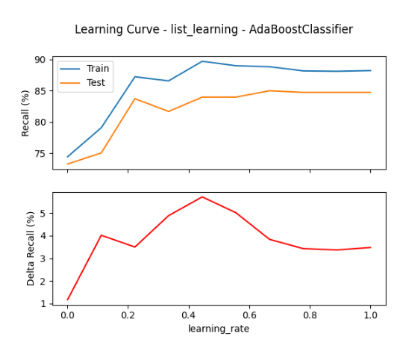 Learning Curve - list_learning - AdaBoostClassifier
90
85
80
75
Recall (%)
Train
Test
5
4
3
2
1
Delta Recall (%)
0.0 0.2 0.4 0.6 0.8 1.0
learning_rate